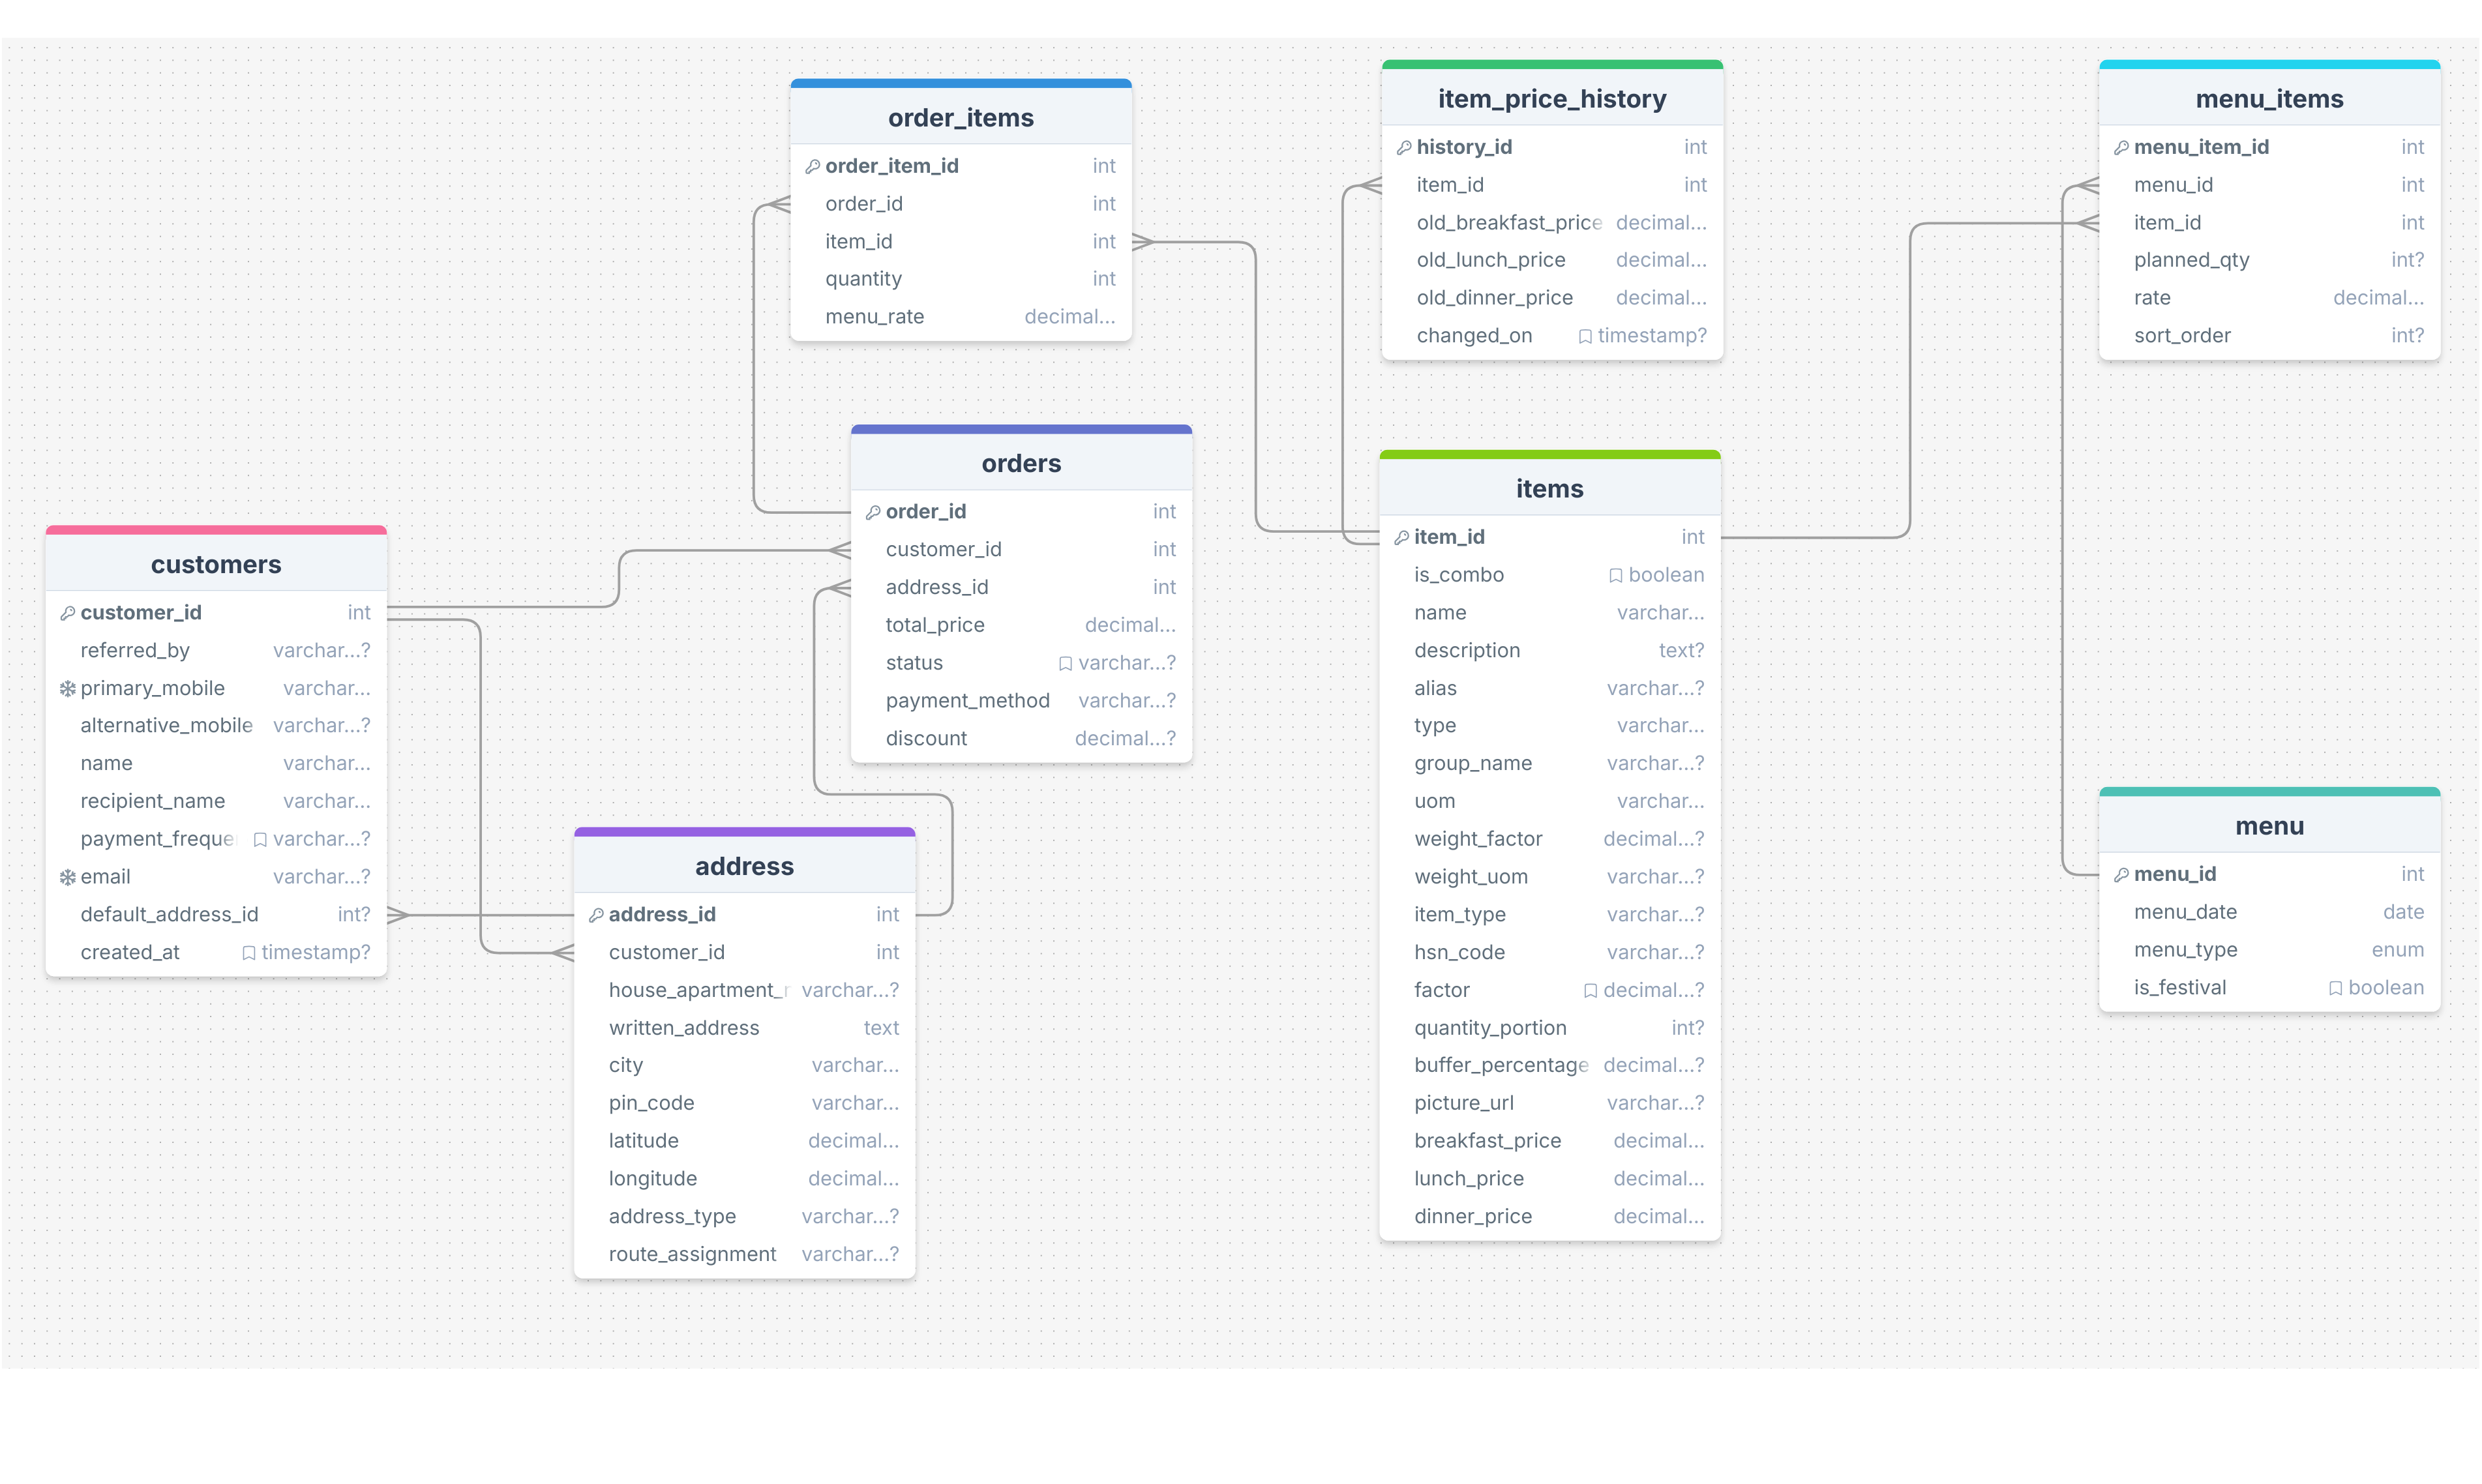 order_items
order_item_id int
order_id int
item_id int
quantity int
menu_rate decimal...
item_price_history
history_id int
item_id int
old_breakfast_price decimal...
old_lunch_price decimal...
old_dinner_price decimal...
changed_on timestamp?
menu_items
menu_item_id int
menu_id int
item_id int
planned_qty int?
rate decimal...
sort_order int?
orders
order_id int
customer_id int
address_id int
total_price decimal...
status varchar...?
payment_method varchar...?
discount decimal...?
customers
customer_id int
referred_by varchar...?
primary_mobile varchar...
alternative_mobile varchar...?
name varchar...
recipient_name varchar...
payment_freque varchar...?
email varchar...?
default_address_id int?
created_at timestamp?
address
address_id int
customer_id int
house_apartment_ varchar...?
written_address text
city varchar...
pin_code varchar...
latitude decimal...
longitude decimal...
address_type varchar...?
route_assignment varchar...?
items
item_id int
is_combo boolean
name varchar...
description text?
alias varchar...?
type varchar...
group_name varchar...?
uom varchar...
weight_factor decimal...?
weight_uom varchar...?
item_type varchar...?
hsn_code varchar...?
factor decimal...?
quantity_portion int?
buffer_percentage decimal...?
picture_url varchar...?
breakfast_price decimal...
lunch_price decimal...
dinner_price decimal...
menu
menu_id int
menu_date date
menu_type enum
is_festival boolean